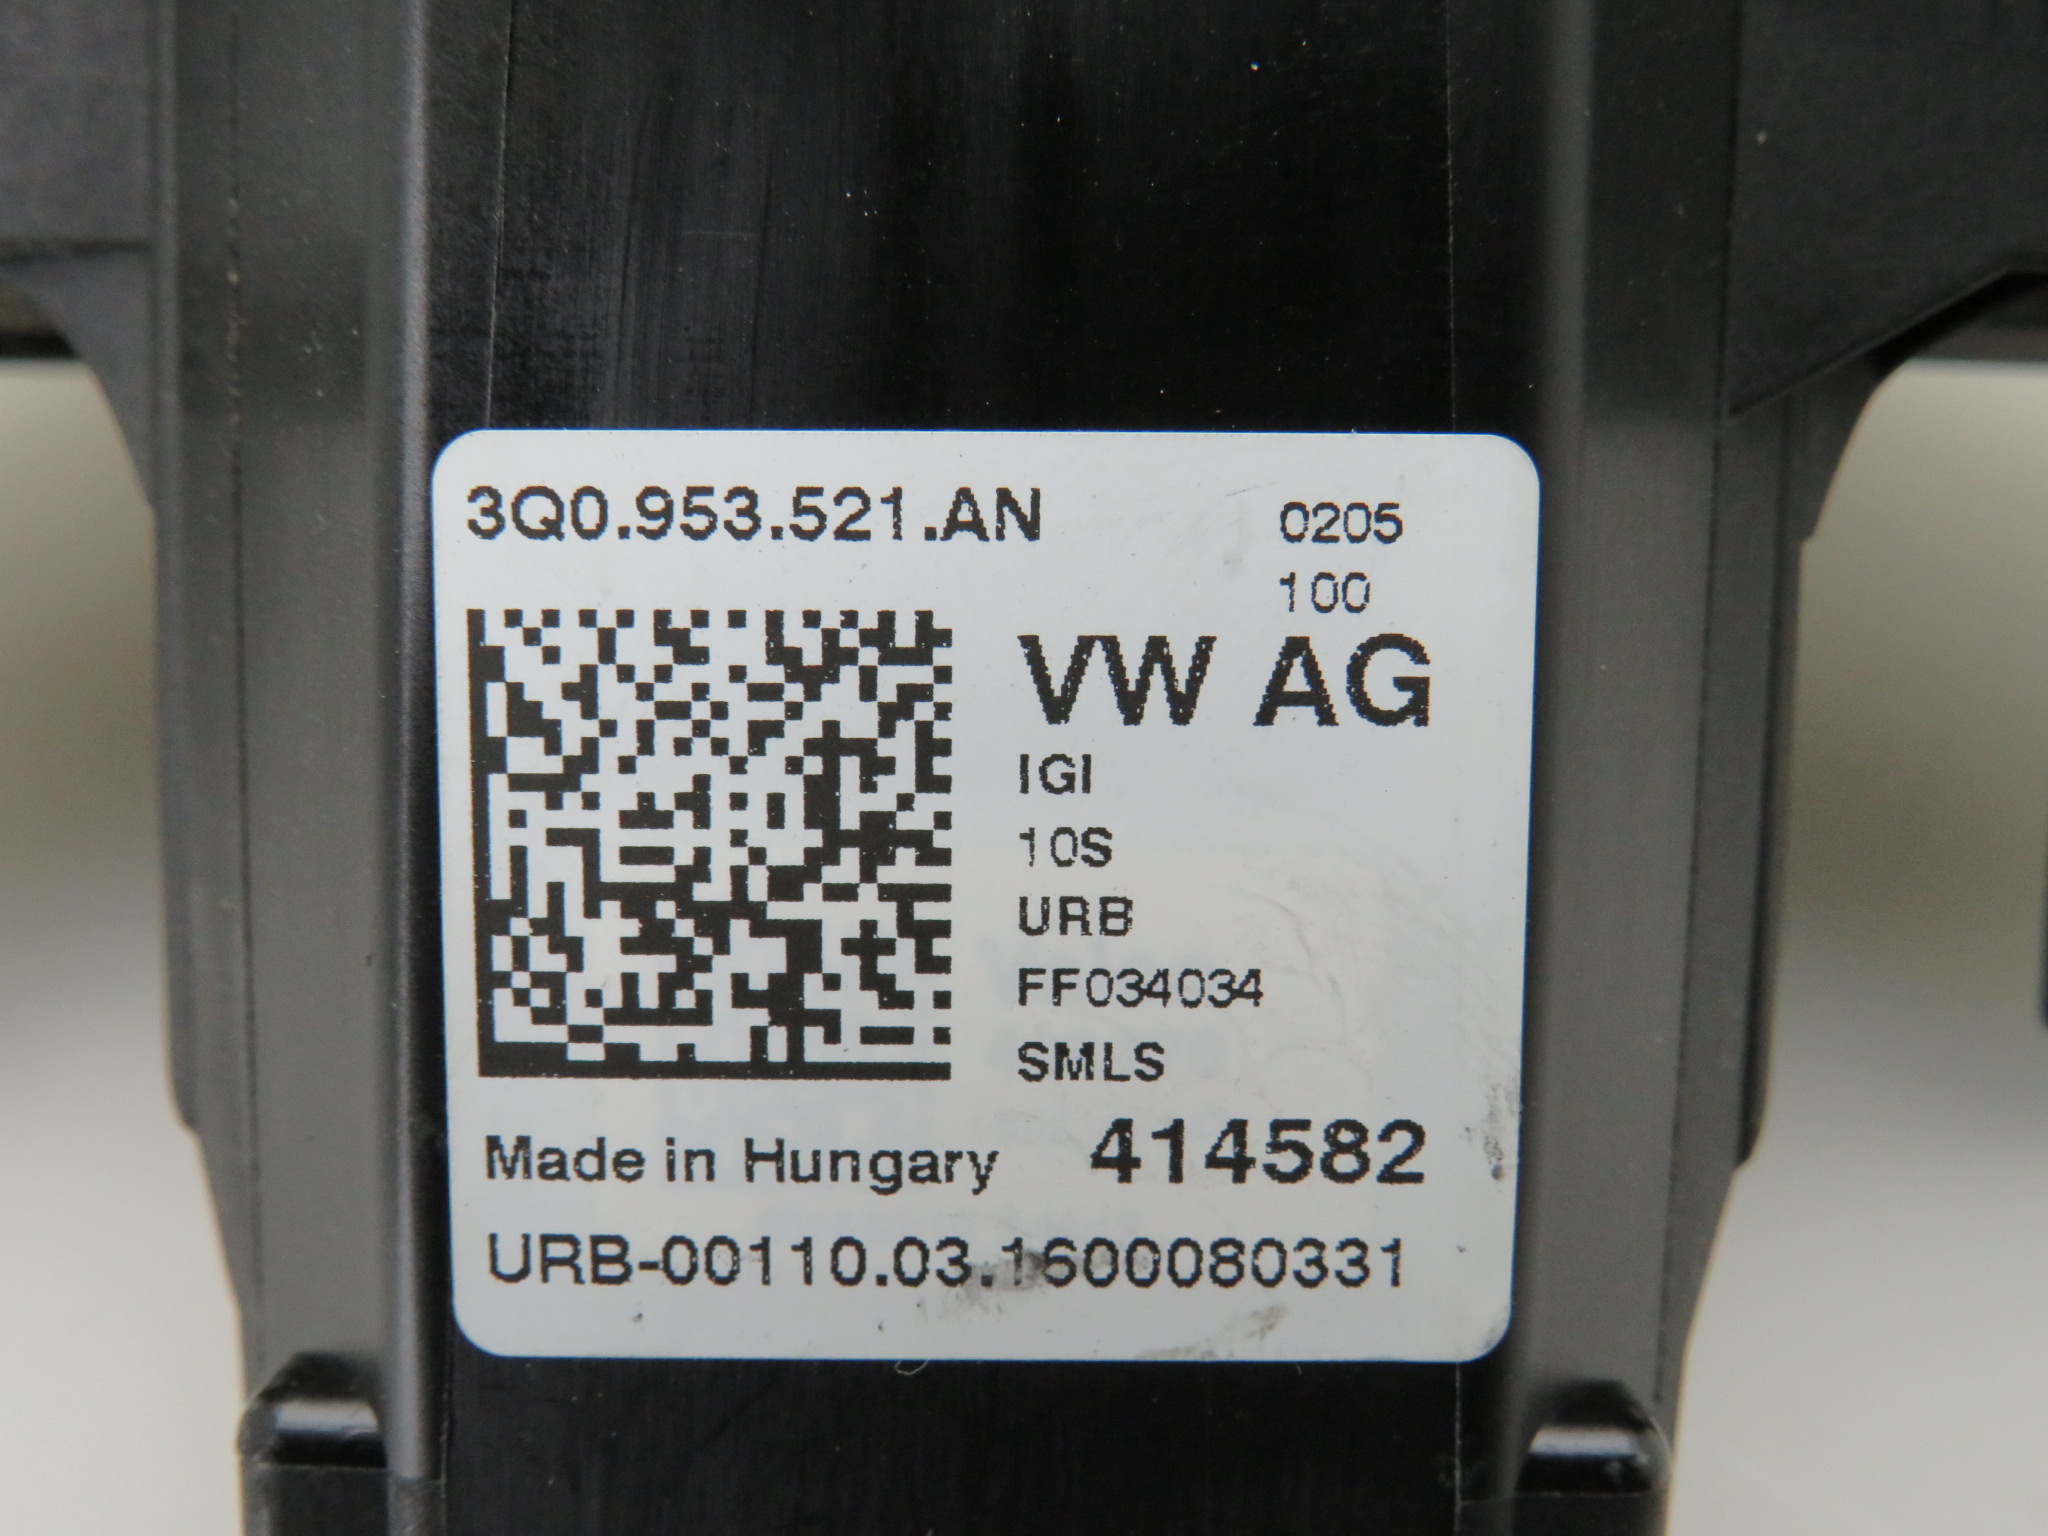 3Q0.953.521.AN
0205
100
VW AG
IGI
10S
URB
FF034034
SMLS
Made in Hungary 414582
URB-00110.03.1600080331